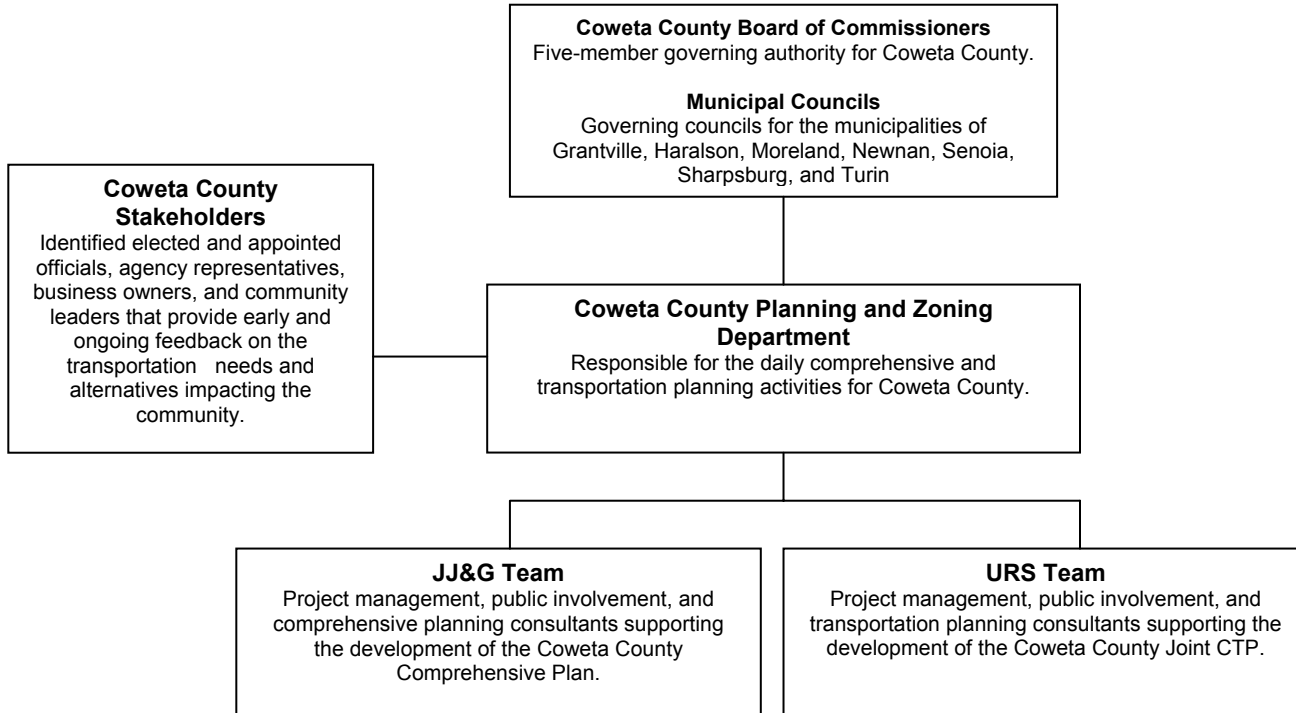 Coweta County Board of Commissioners
Five-member governing authority for Coweta County.
Municipal Councils
Governing councils for the municipalities of
Grantville, Haralson, Moreland, Newnan, Senoia,
Sharpsburg, and Turin
Coweta County
Stakeholders
Identified elected and appointed
officials, agency representatives,
business owners, and community
leaders that provide early and
ongoing feedback on the
transportation needs and
alternatives impacting the
community.
Coweta County Planning and Zoning
Department
Responsible for the daily comprehensive and
transportation planning activities for Coweta County.
JJ&G Team
Project management, public involvement, and
comprehensive planning consultants supporting
the development of the Coweta County
Comprehensive Plan.
URS Team
Project management, public involvement, and
transportation planning consultants supporting the
development of the Coweta County Joint CTP.